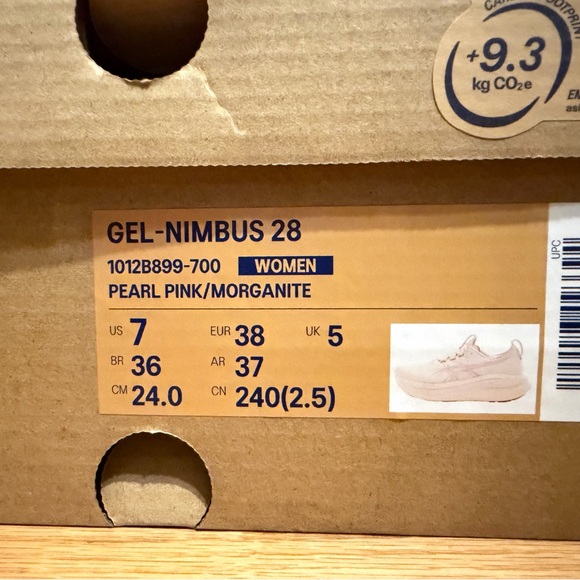 +9.3
kg CO₂e
GEL-NIMBUS 28
1012B899-700 WOMEN
PEARL PINK/MORGANITE
US 7 EUR 38 UK 5
BR 36 AR 37
CM 24.0 CN 240(2.5)
UPC